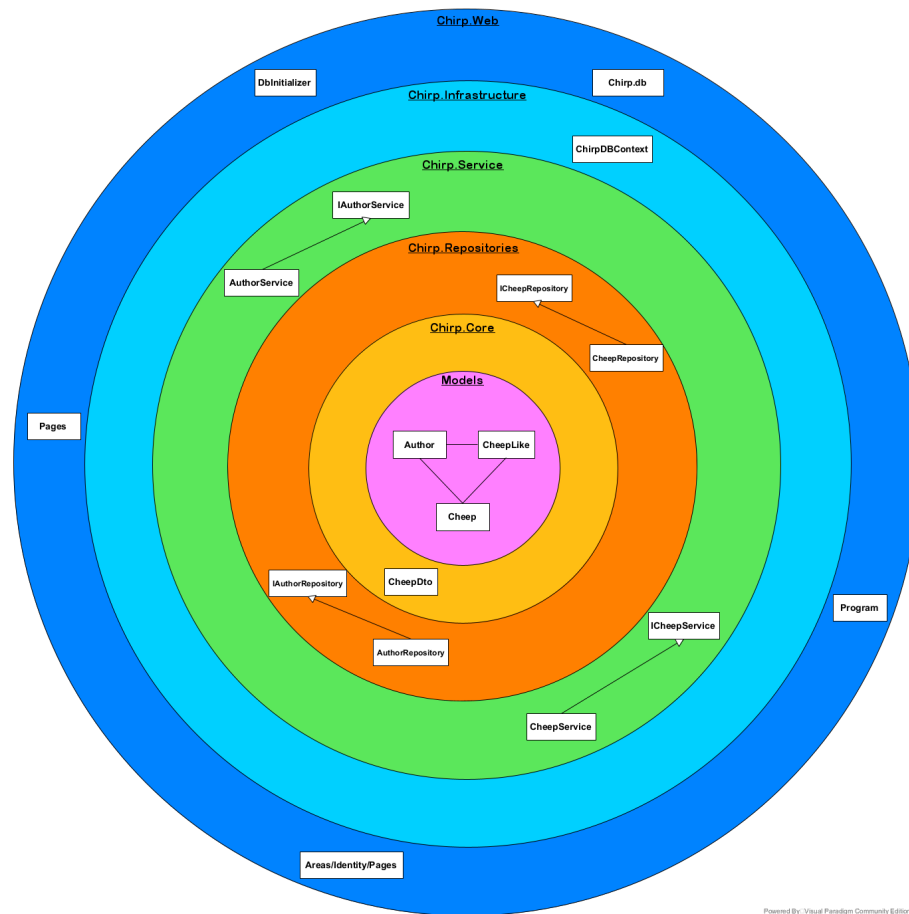 Chirp.Web
DbInitializer
Chirp.db
Chirp.Infrastructure
ChirpDBContext
Chirp.Service
IAuthorService
Chirp.Repositories
AuthorService
ICheepRepository
Chirp.Core
CheepRepository
Models
Pages
Author
CheepLike
Cheep
IAuthorRepository
CheepDto
Program
ICheepService
AuthorRepository
CheepService
Areas/Identity/Pages
Powered By: Visual Paradigm Community Edition